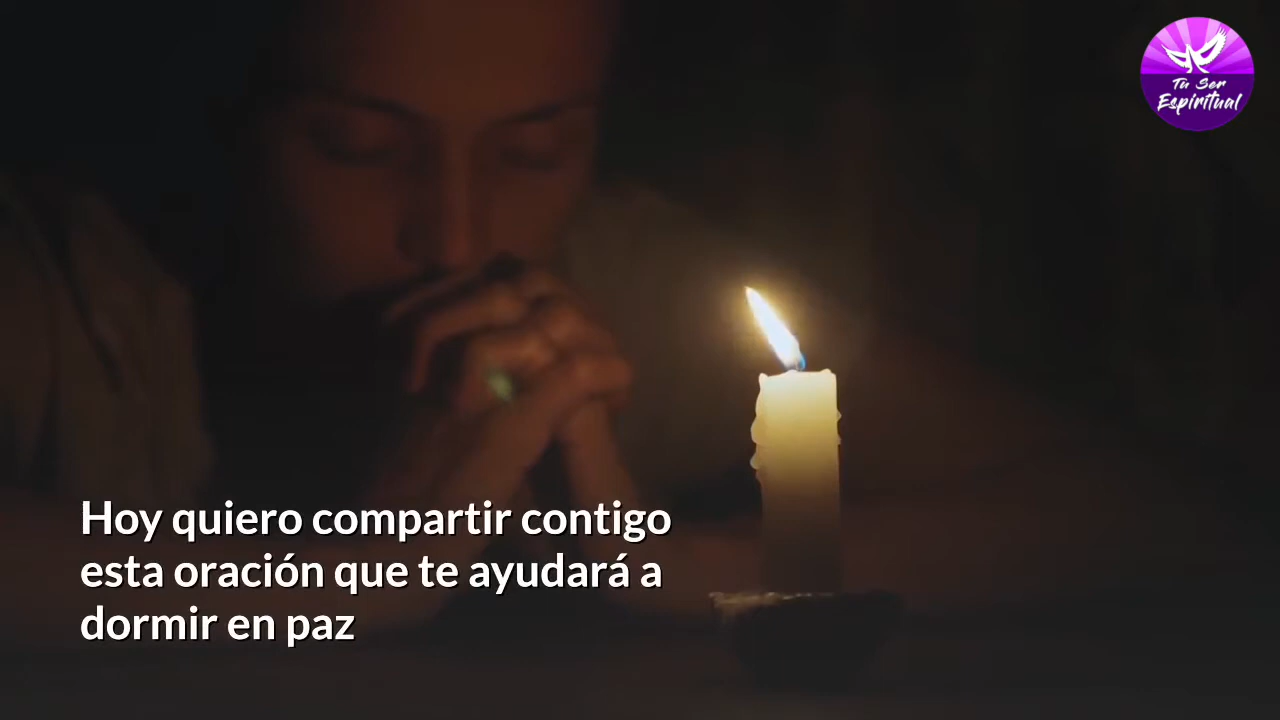 Tu Ser
Espiritual
Hoy quiero compartir contigo
esta oración que te ayudará a
dormir en paz